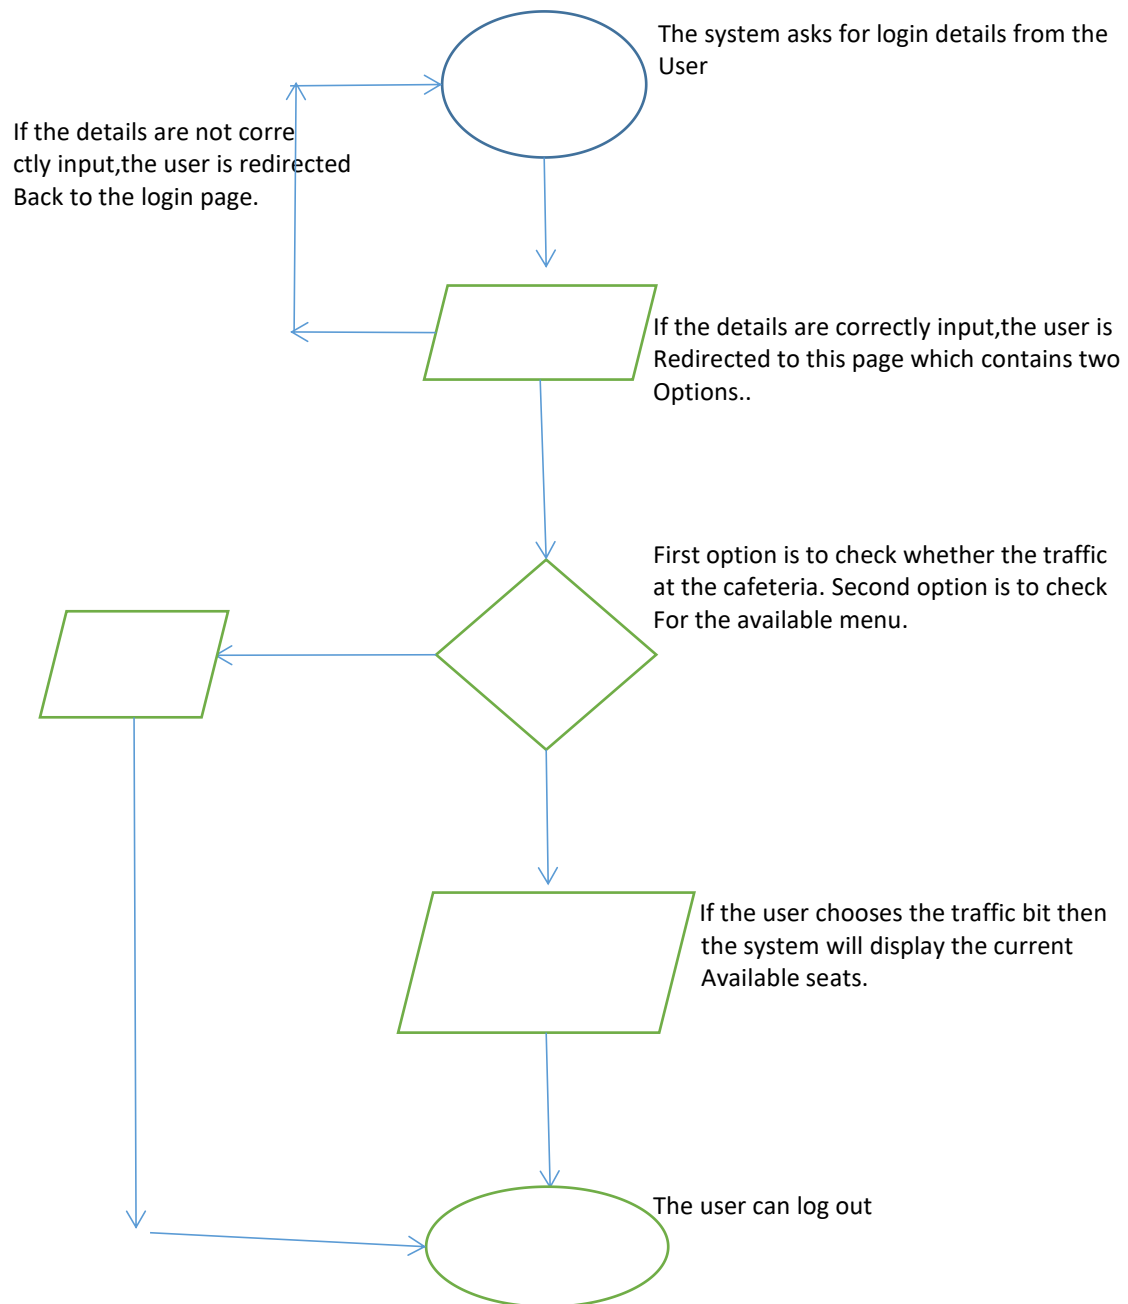 The system asks for login details from the
User
If the details are not corre
ctly input,the user is redirected
Back to the login page.
If the details are correctly input,the user is
Redirected to this page which contains two
Options..
First option is to check whether the traffic
at the cafeteria. Second option is to check
For the available menu.
If the user chooses the traffic bit then
the system will display the current
Available seats.
The user can log out